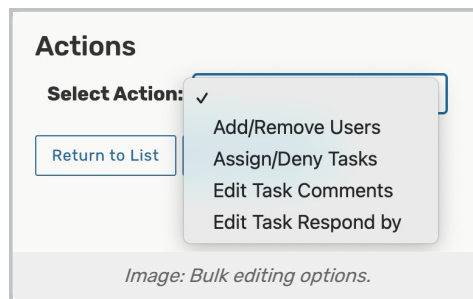 Actions
Select Action:
✓
Add/Remove Users
Assign/Deny Tasks
Edit Task Comments
Edit Task Respond by
Return to List
Image: Bulk editing options.